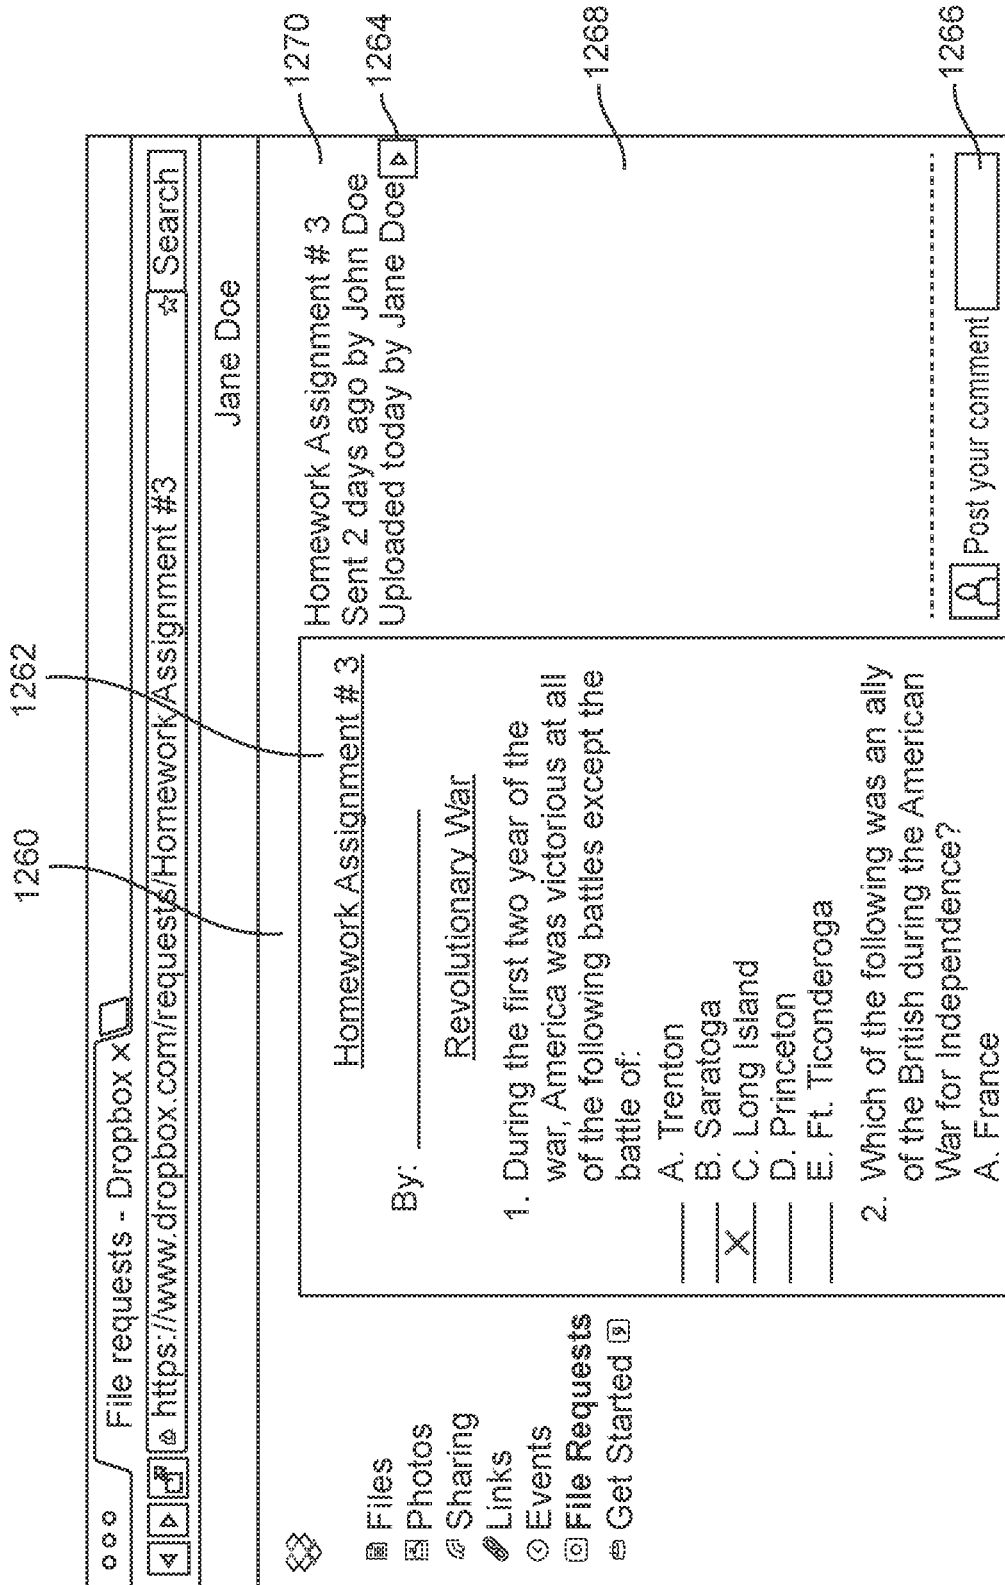 1260
1262
File requests - Dropbox x
https://www.dropbox.com/requests/Homework Assignment #3
Search
Jane Doe
Files
Photos
Sharing
Links
Events
File Requests
Get Started 9
Homework Assignment # 3
By:
Revolutionary War
1. During the first two year of the
war, America was victorious at all
of the following battles except the
battle of:
A. Trenton
B. Saratoga
X C. Long Island
D. Princeton
E. Ft. Ticonderoga
2. Which of the following was an ally
of the British during the American
War for Independence?
A. France
Homework Assignment # 3
Sent 2 days ago by John Doe
Uploaded today by Jane Doe
Post your comment
1270
1264
1268
1266